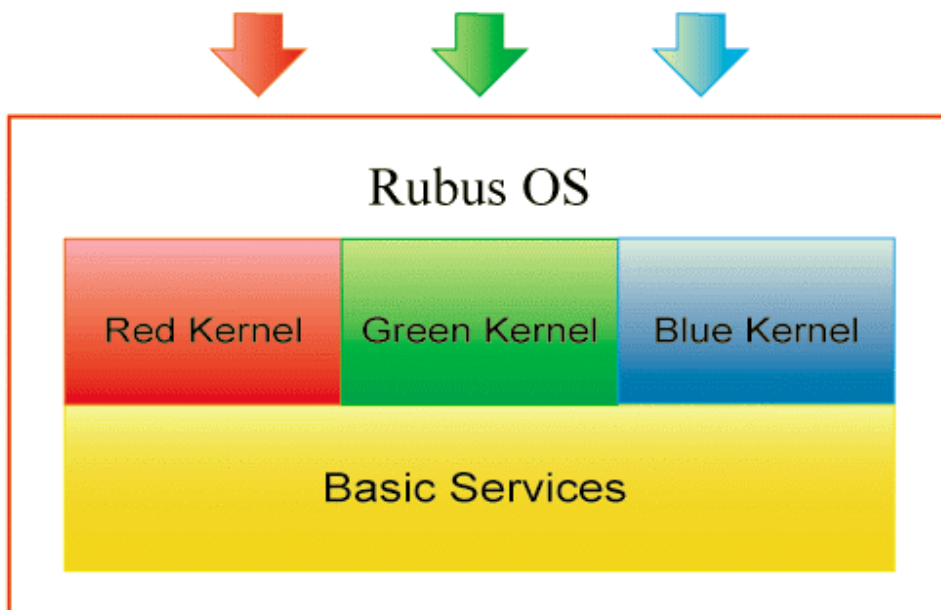 Rubus OS
Red Kernel
Green Kernel
Blue Kernel
Basic Services